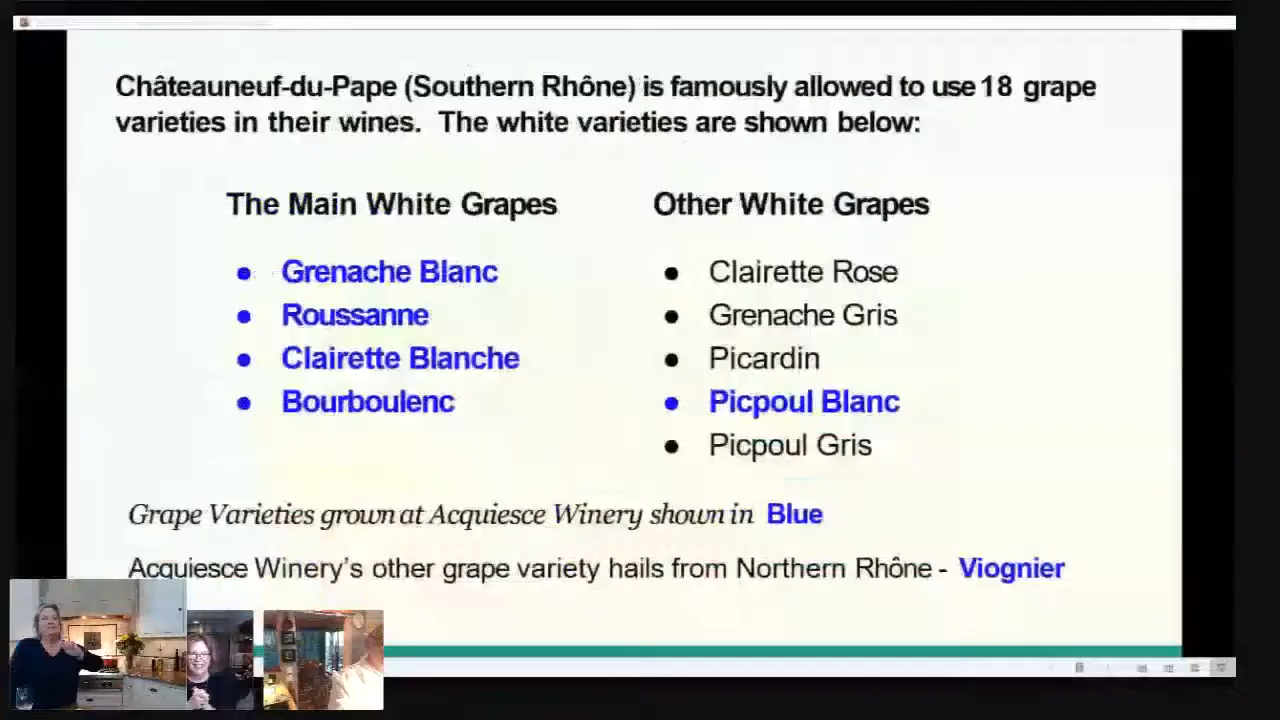 Châteauneuf-du-Pape (Southern Rhône) is famously allowed to use 18 grape
varieties in their wines. The white varieties are shown below:
The Main White Grapes
● Grenache Blanc
● Roussanne
● Clairette Blanche
● Bourboulenc
Other White Grapes
● Clairette Rose
● Grenache Gris
● Picardin
● Picpoul Blanc
● Picpoul Gris
Grape Varieties grown at Acquiesce Winery shown in Blue
Acquiesce Winery's other grape variety hails from Northern Rhône - Viognier